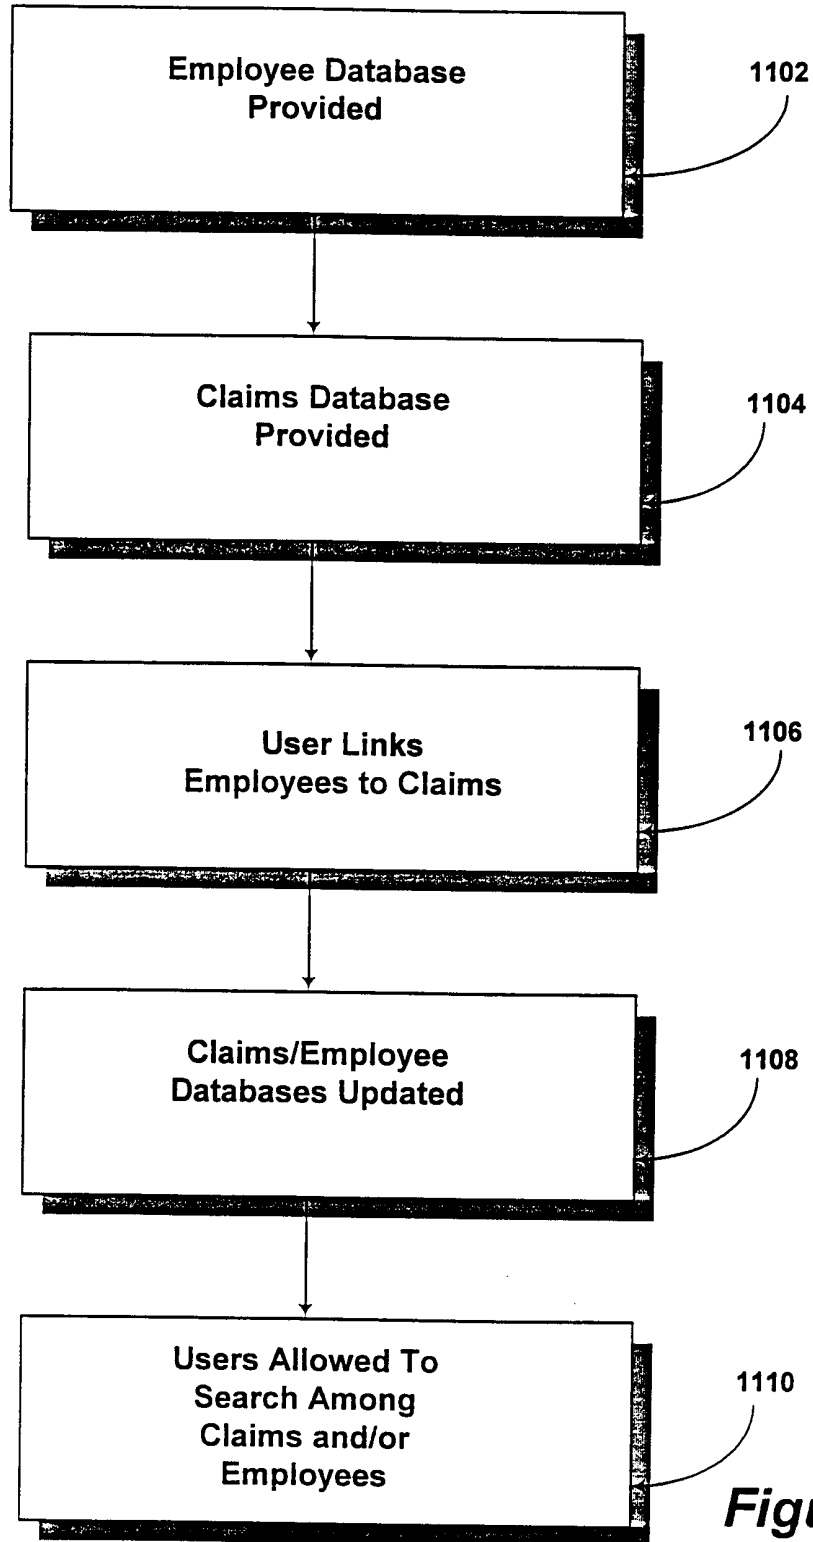 Employee Database
Provided
1102
Claims Database
Provided
1104
User Links
Employees to Claims
1106
Claims/Employee
Databases Updated
1108
Users Allowed To
Search Among
Claims and/or
Employees
1110